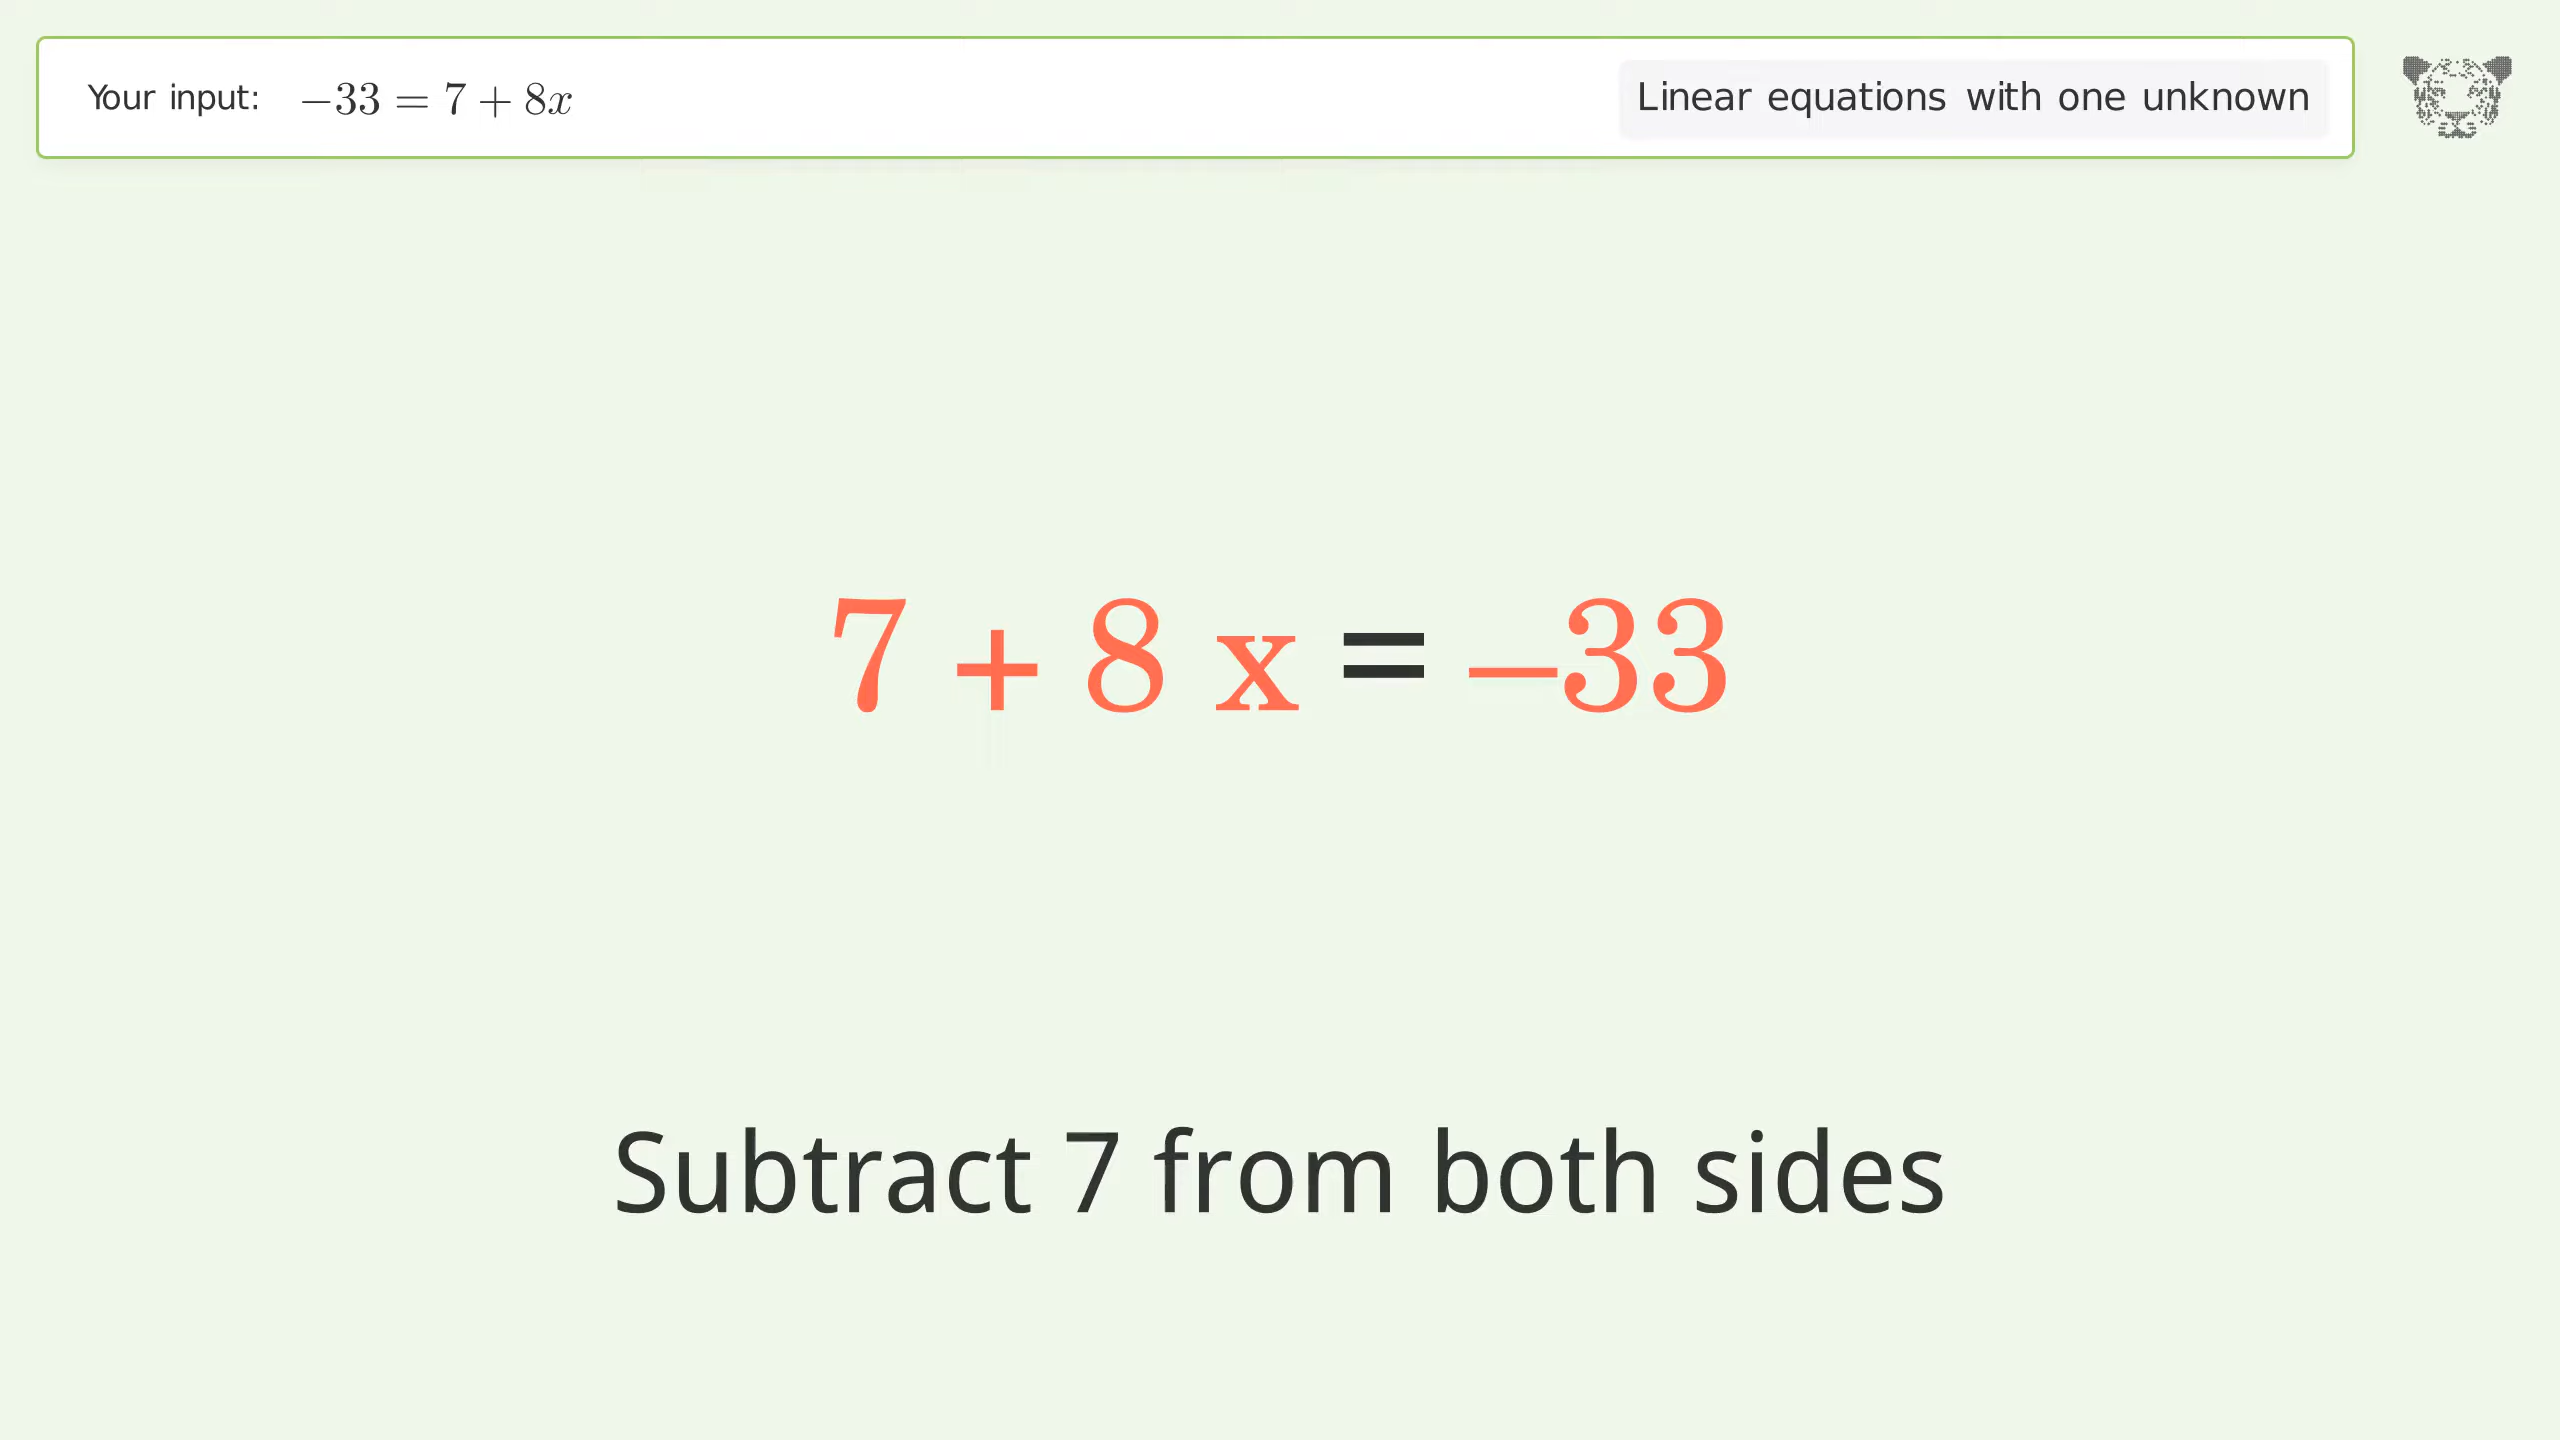 Your input: −33 = 7 + 8x
Linear equations with one unknown
7 + 8 x = −33
Subtract 7 from both sides